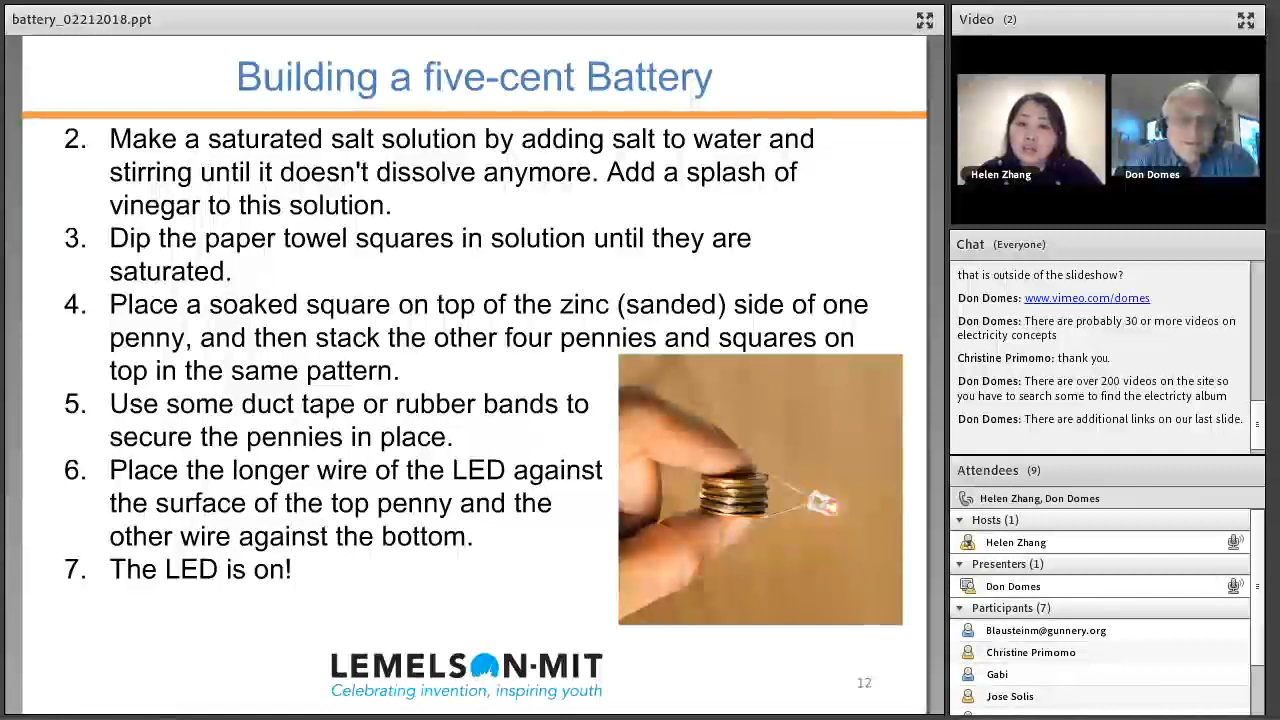 battery_02212018.ppt
Building a five-cent Battery
2. Make a saturated salt solution by adding salt to water and
stirring until it doesn't dissolve anymore. Add a splash of
vinegar to this solution.
3. Dip the paper towel squares in solution until they are
saturated.
4. Place a soaked square on top of the zinc (sanded) side of one
penny, and then stack the other four pennies and squares on
top in the same pattern.
5. Use some duct tape or rubber bands to
secure the pennies in place.
6. Place the longer wire of the LED against
the surface of the top penny and the
other wire against the bottom.
7. The LED is on!
LEMELSON-MIT
Celebrating invention, inspiring youth
12
Video (2)
Helen Zhang
Don Domes
Chat (Everyone)
that is outside of the slideshow?
Don Domes: www.vimeo.com/domes
Don Domes: There are probably 30 or more videos on
electricity concepts
Christine Primomo: thank you.
Don Domes: There are over 200 videos on the site so
you have to search some to find the electricty album
Don Domes: There are additional links on our last slide.
Attendees (9)
Helen Zhang, Don Domes
Hosts (1)
Helen Zhang
Presenters (1)
Don Domes
Participants (7)
Blausteinm@gunnery.org
Christine Primomo
Gabi
Jose Solis